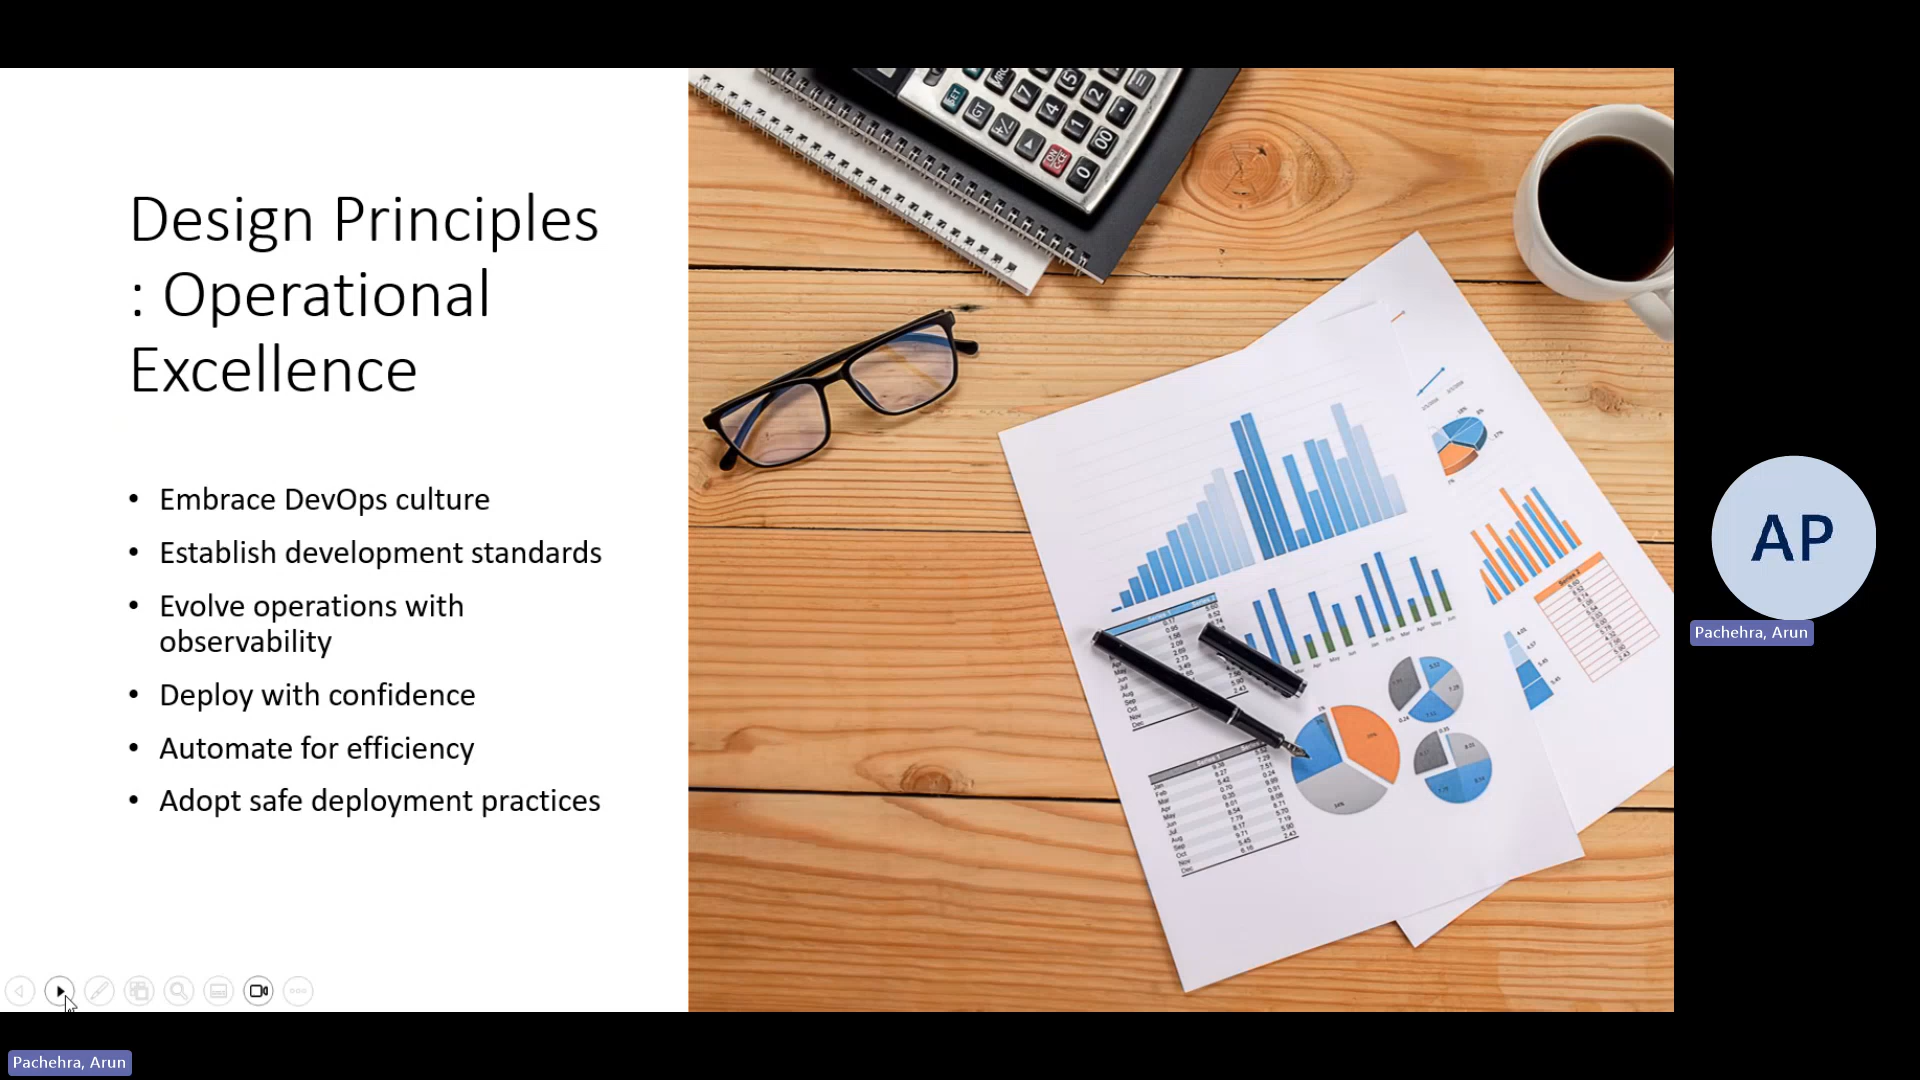 Design Principles
: Operational
Excellence
• Embrace DevOps culture
• Establish development standards
• Evolve operations with
observability
• Deploy with confidence
• Automate for efficiency
• Adopt safe deployment practices
AP
Pachehra, Arun
Pachehra, Arun